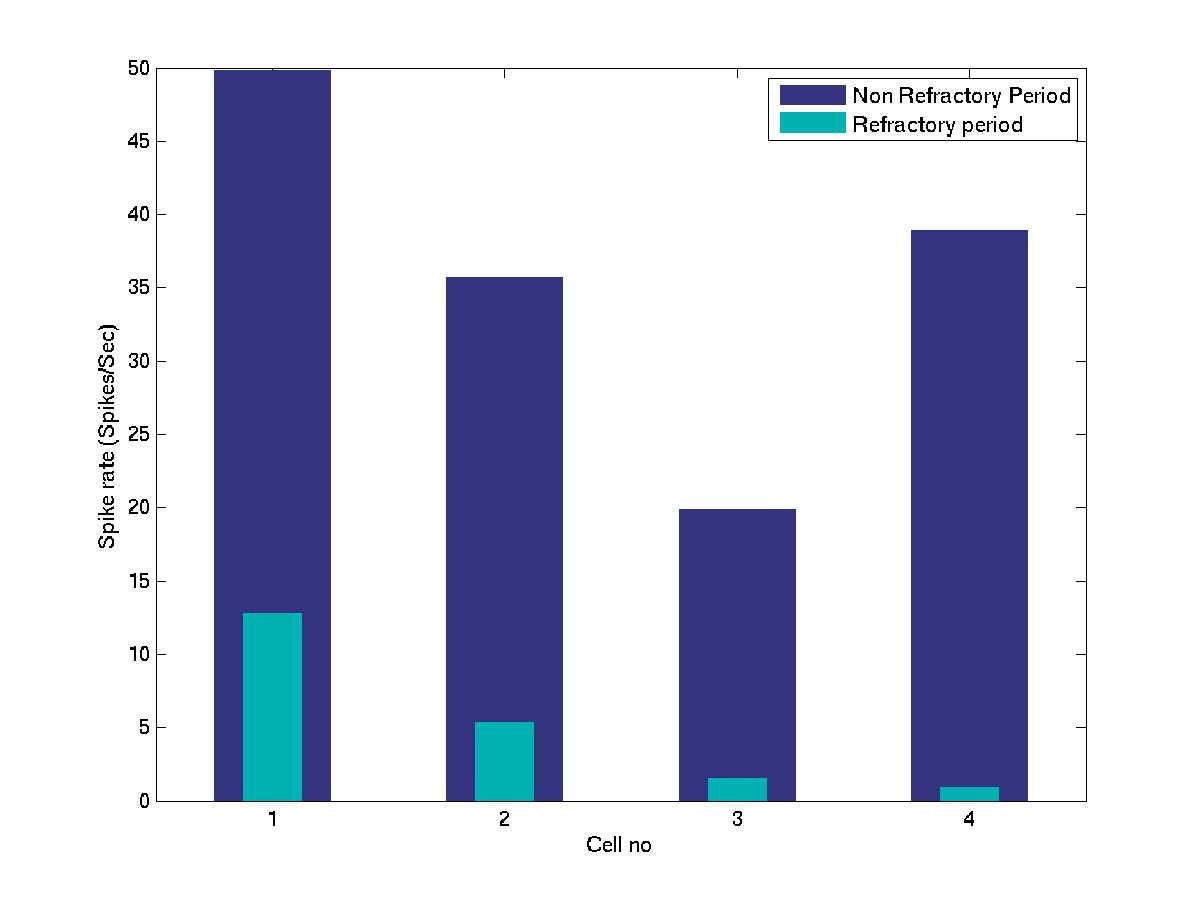 Non Refractory Period
Refractory period
50
45
40
35
30
25
20
15
10
5
0
Spike rate (Spikes/Sec)
1 2 3 4
Cell no